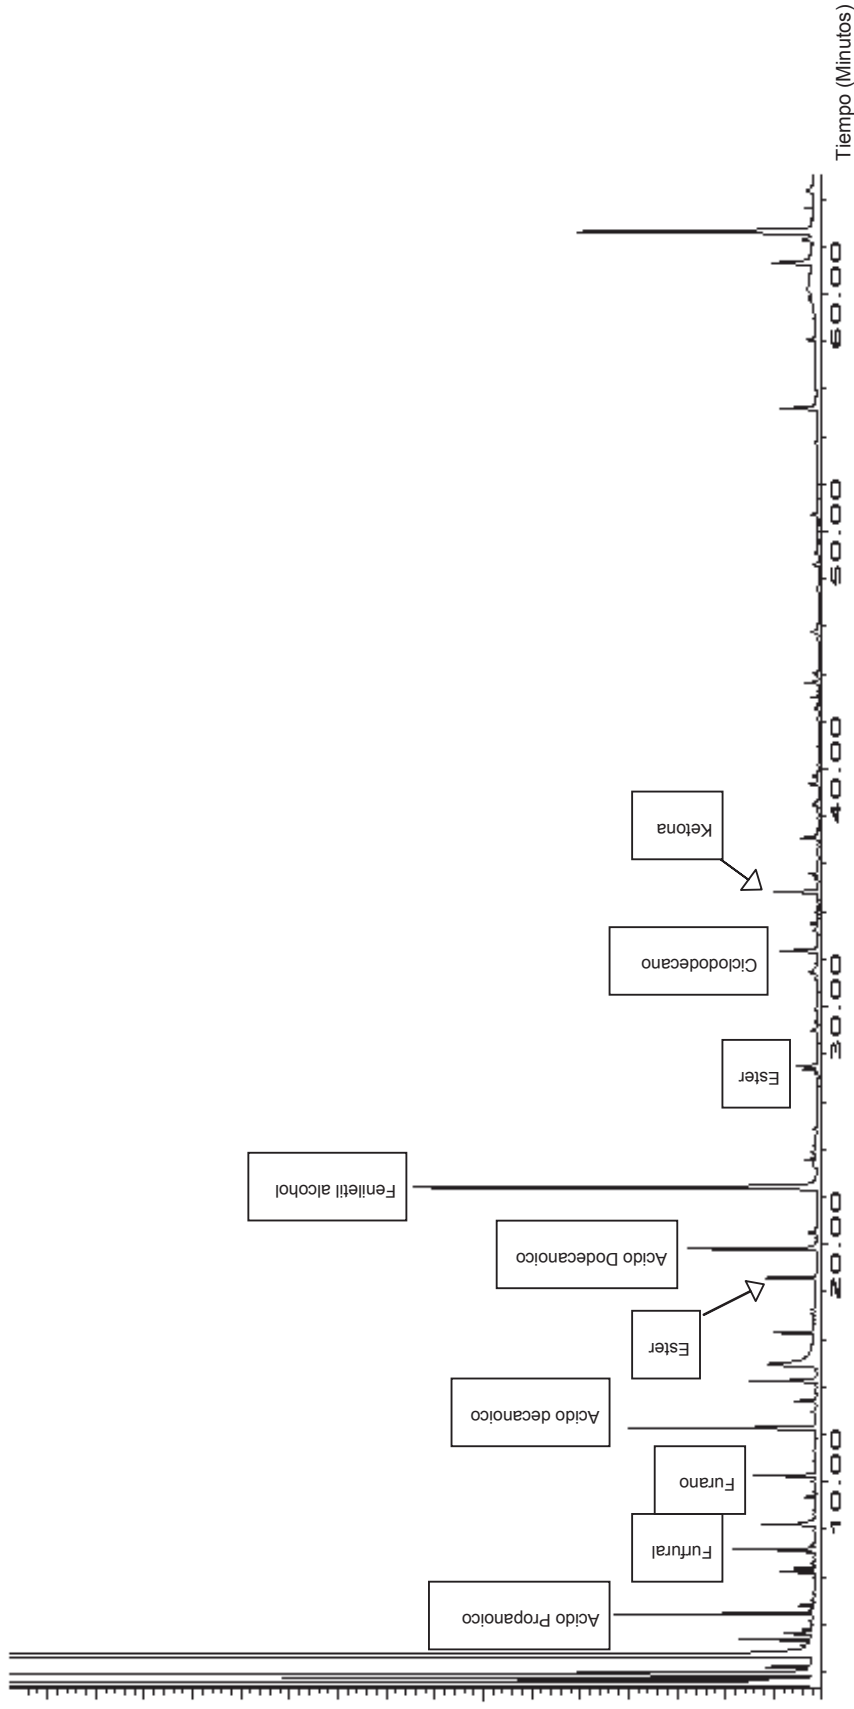 Acido Propanoico
Furfural
Furano
Acido decanoico
Ester
Acido Dodecanoico
Feniletil alcohol
Ester
Ciclododecano
Ketona
10.00
20.00
30.00
40.00
50.00
60.00
Tiempo (Minutos)